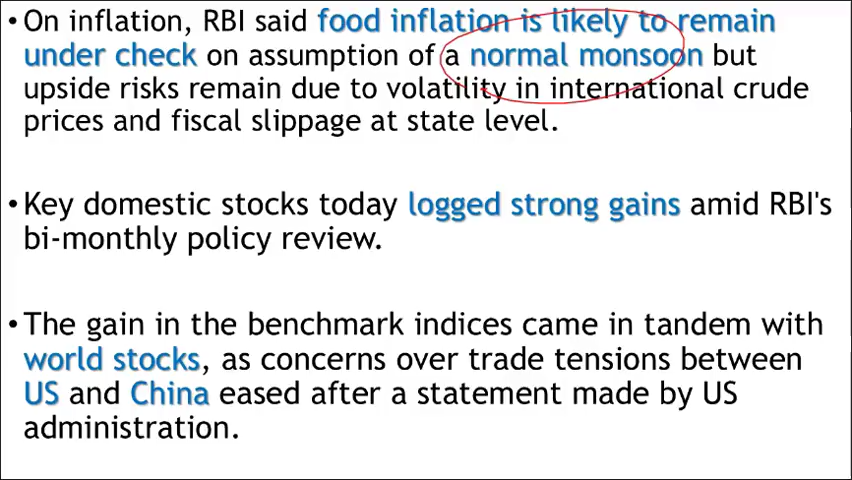 •On inflation, RBI said food inflation is likely to remain
under check on assumption of a normal monsoon but
upside risks remain due to volatility in international crude
prices and fiscal slippage at state level.
•Key domestic stocks today logged strong gains amid RBI's
bi-monthly policy review.
•The gain in the benchmark indices came in tandem with
world stocks, as concerns over trade tensions between
US and China eased after a statement made by US
administration.